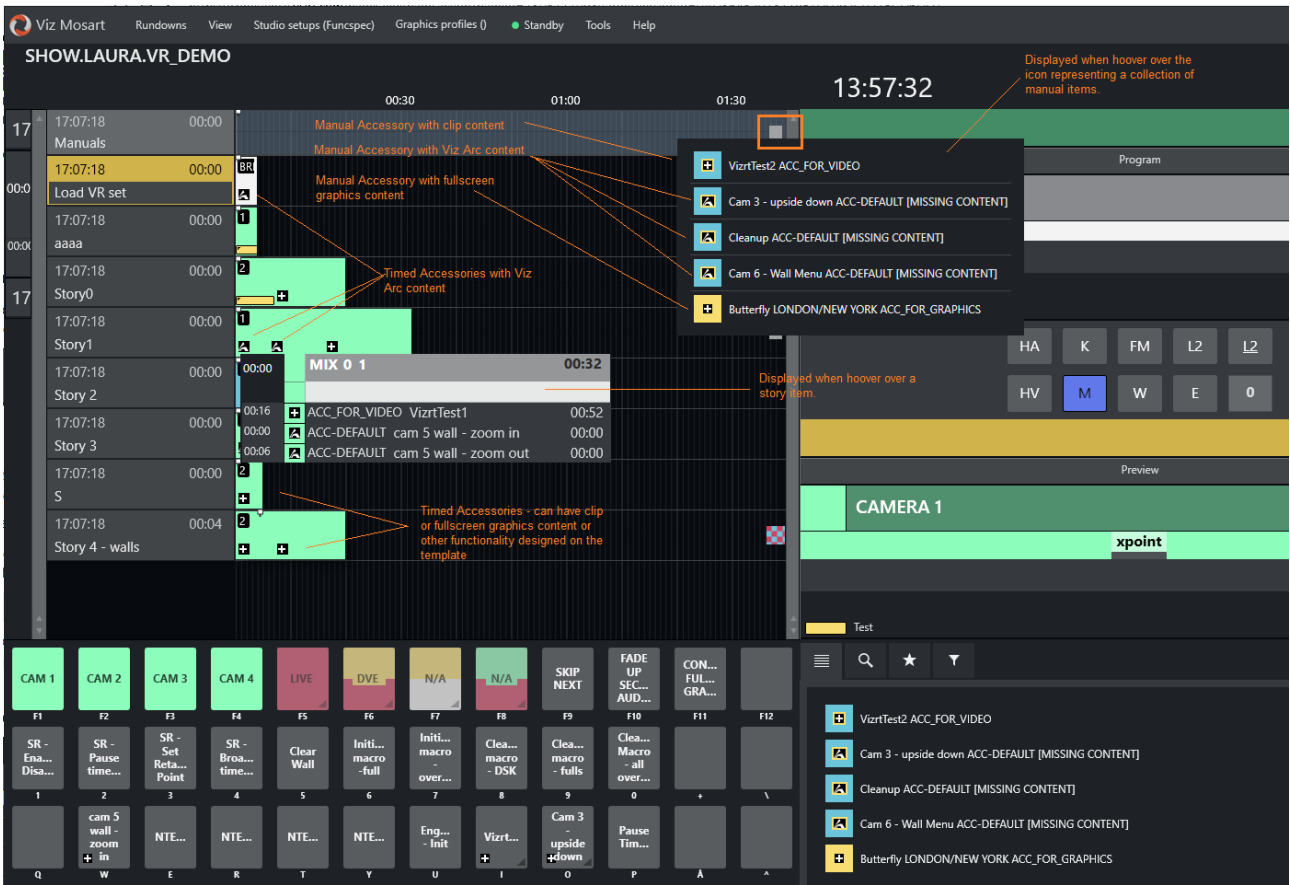 Viz Mosart Rundowns View Studio setups (Funcspec) Graphics profiles () Standby Tools Help
SHOW.LAURA.VR_DEMO
13:57:32
Displayed when hoover over the
icon representing a collection of
manual items.
00:30 01:00 01:30
17
17:07:18 00:00
Manuals
Manual Accessory with clip content
Manual Accessory with Viz Arc content
Manual Accessory with fullscreen
graphics content
VizrtTest2 ACC_FOR_VIDEO
Cam 3 - upside down ACC-DEFAULT [MISSING CONTENT]
Cleanup ACC-DEFAULT [MISSING CONTENT]
Cam 6 - Wall Menu ACC-DEFAULT [MISSING CONTENT]
Butterfly LONDON/NEW YORK ACC_FOR_GRAPHICS
Program
17:07:18 00:00
Load VR set
00:0
BRI
17:07:18 00:00
aaaa
00:00
1
17:07:18 00:00
Story0
17
2
Timed Accessories with Viz
Arc content
17:07:18 00:00
Story1
1
17:07:18 00:00
Story 2
00:00 MIX 0 1 00:32
00:16 ACC_FOR_VIDEO VizrtTest1 00:52
00:00 ACC-DEFAULT cam 5 wall - zoom in 00:00
00:06 ACC-DEFAULT cam 5 wall - zoom out 00:00
Displayed when hoover over a
story item.
17:07:18 00:00
Story 3
17:07:18 00:00
S
2
17:07:18 00:04
Story 4 - walls
2
Timed Accessories - can have clip
or fullscreen graphics content or
other functionality designed on the
template
HA K FM L2 L2
HV M W E 0
Preview
CAMERA 1
xpoint
Test
CAM 1
F1
CAM 2
F2
CAM 3
F3
CAM 4
F4
LIVE
F5
DVE
F6
N/A
F7
N/A
F8
SKIP
NEXT
F9
FADE
UP
SEC...
AUD...
F10
CON...
FUL...
GRA...
F11
F12
SR -
Ena...
Disa...
1
SR -
Pause
time...
2
SR -
Set
Reta...
Point
3
SR -
Broa...
time...
4
Clear
Wall
5
Initi...
macro
-full
6
Initi...
macro
-
over...
7
Clea...
macro
- DSK
8
Clea...
macro
- fulls
9
Clea...
Macro
- all
over...
0
+
\
Q
cam 5
wall -
zoom
in
W
NTE...
E
NTE...
R
NTE...
T
NTE...
Y
Eng...
- Init
U
Vizrt...
I
Cam 3
-
upside
down
O
Pause
Tim...
P
Å
^
VizrtTest2 ACC_FOR_VIDEO
Cam 3 - upside down ACC-DEFAULT [MISSING CONTENT]
Cleanup ACC-DEFAULT [MISSING CONTENT]
Cam 6 - Wall Menu ACC-DEFAULT [MISSING CONTENT]
Butterfly LONDON/NEW YORK ACC_FOR_GRAPHICS